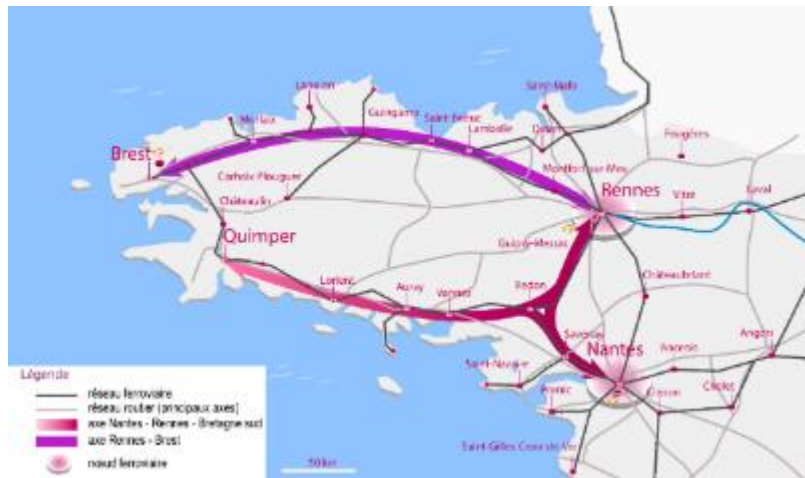 Lannion
Saint-Malo
Guingamp
Morlaix
Saint-Brieuc
Lamballe
Dinan
Fougères
Brest
Montfort-sur-Meu
Carhaix-Plouguer
Rennes
Vitré
Laval
Châteaulin
Quimper
Guipry-Messac
Châteaubriant
Lorient
Auray
Vannes
Redon
Savenay
Nantes
Ancenis
Angers
Saint-Nazaire
Pornic
Clisson
Cholet
Saint-Gilles Croix de Vie
Légende
réseau ferroviaire
réseau routier (principaux axes)
axe Nantes - Rennes - Bretagne sud
axe Rennes - Brest
nœud ferroviaire
50 km